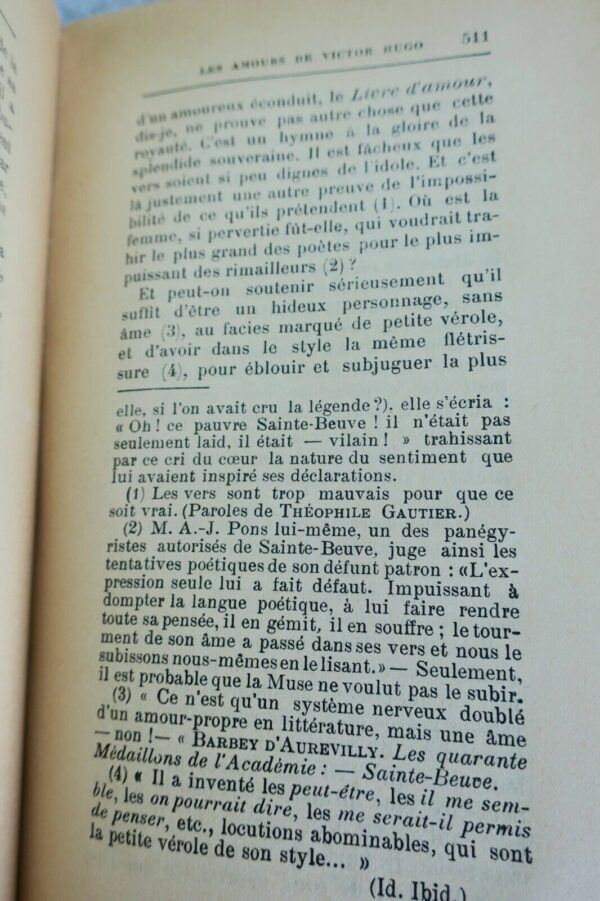 LES AMOURS DE VICTOR HUGO 511
d'un amoureux éconduit, le Livre d'amour,
dis-je, ne prouve pas autre chose que cette
royauté. C'est un hymne à la gloire de la
splendide souveraine. Il est fâcheux que les
vers soient si peu dignes de l'idole. Et c'est
là justement une autre preuve de l'impossi-
bilité de ce qu'ils prétendent (1). Où est la
femme, si pervertie fût-elle, qui voudrait tra-
hir le plus grand des poètes pour le plus im-
puissant des rimailleurs (2) ?
Et peut-on soutenir sérieusement qu'il
suffit d'être un hideux personnage, sans
âme (3), au facies marqué de petite vérole,
et d'avoir dans le style la même flétris-
sure (4), pour éblouir et subjuguer la plus
elle, si l'on avait cru la légende ?), elle s'écria :
« Oh ! ce pauvre Sainte-Beuve ! il n'était pas
seulement laid, il était — vilain ! » trahissant
par ce cri du cœur la nature du sentiment que
lui avaient inspiré ses déclarations.
(1) Les vers sont trop mauvais pour que ce
soit vrai. (Paroles de THÉOPHILE GAUTIER.)
(2) M. A.-J. Pons lui-même, un des panégy-
ristes autorisés de Sainte-Beuve, juge ainsi les
tentatives poétiques de son défunt patron : «L'ex-
pression seule lui a fait défaut. Impuissant à
dompter la langue poétique, à lui faire rendre
toute sa pensée, il en gémit, il en souffre ; le tour-
ment de son âme a passé dans ses vers et nous le
subissons nous-mêmes en le lisant.» — Seulement,
il est probable que la Muse ne voulut pas le subir.
(3) « Ce n'est qu'un système nerveux doublé
d'un amour-propre en littérature, mais une âme
— non ! — « BARBEY D'AUREVILLY. Les quarante
Médaillons de l'Académie : — Sainte-Beuve.
(4) « Il a inventé les peut-être, les il me sem-
ble, les on pourrait dire, les me serait-il permis
de penser, etc., locutions abominables, qui sont
la petite vérole de son style... »
(Id. Ibid.)